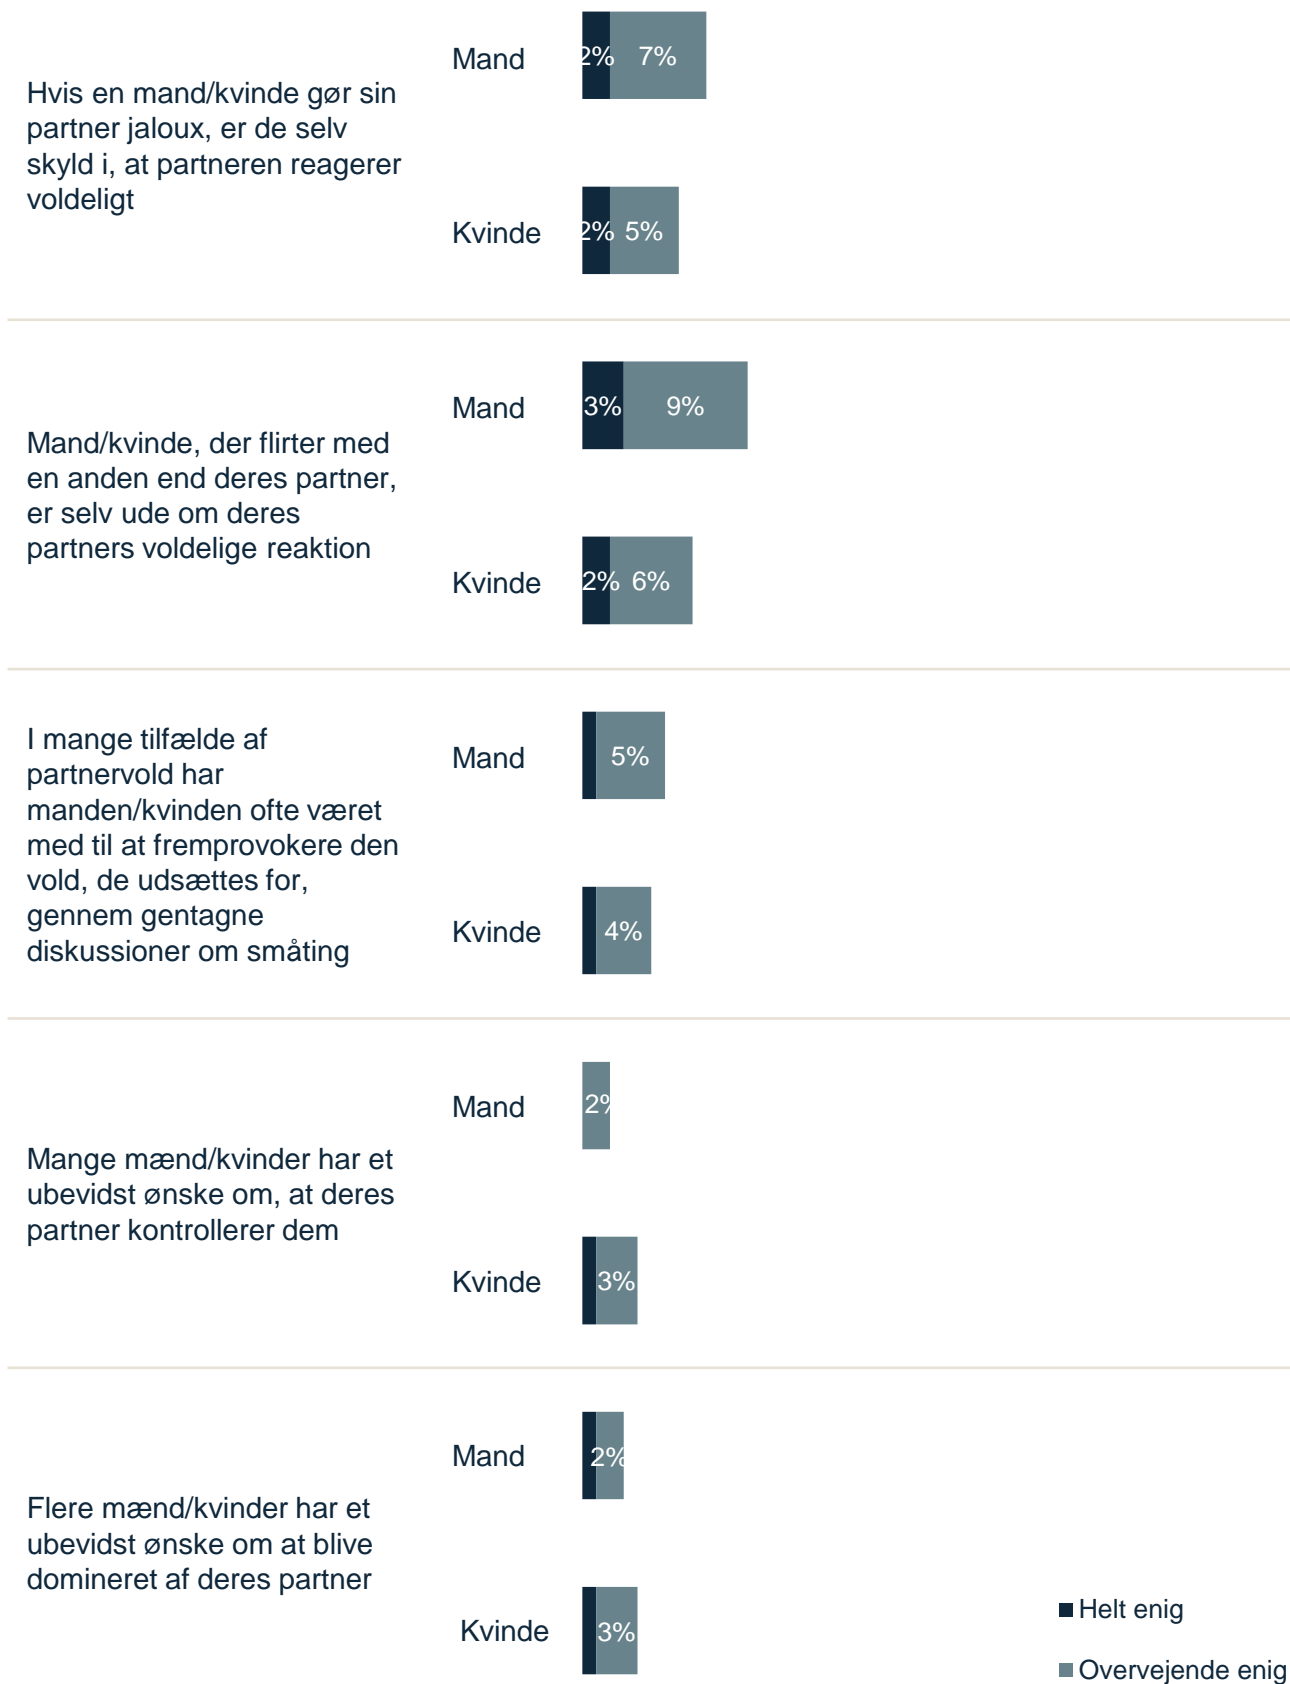 Mand
2% 7%
Hvis en mand/kvinde gør sin
partner jaloux, er de selv
skyld i, at partneren reagerer
voldeligt
Kvinde
2% 5%
Mand
3% 9%
Mand/kvinde, der flirter med
en anden end deres partner,
er selv ude om deres
partners voldelige reaktion
Kvinde
2% 6%
I mange tilfælde af
partnervold har
manden/kvinden ofte været
med til at fremprovokere den
vold, de udsættes for,
gennem gentagne
diskussioner om småting
Mand
5%
Kvinde
4%
Mand
2%
Mange mænd/kvinder har et
ubevidst ønske om, at deres
partner kontrollerer dem
Kvinde
3%
Mand
2%
Flere mænd/kvinder har et
ubevidst ønske om at blive
domineret af deres partner
Kvinde
3%
Helt enig
Overvejende enig